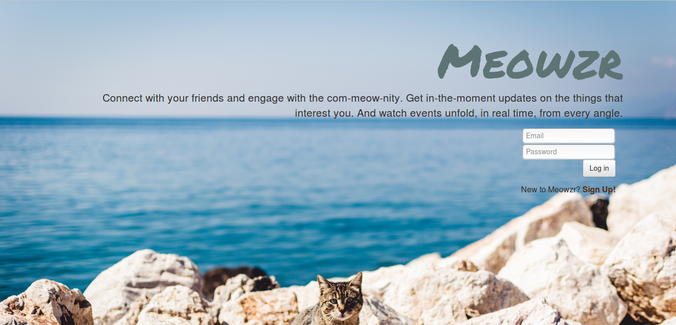 Meowzr
Connect with your friends and engage with the com-meow-nity. Get in-the-moment updates on the things that
interest you. And watch events unfold, in real time, from every angle.
Email
Password
Log in
New to Meowzr? Sign Up!